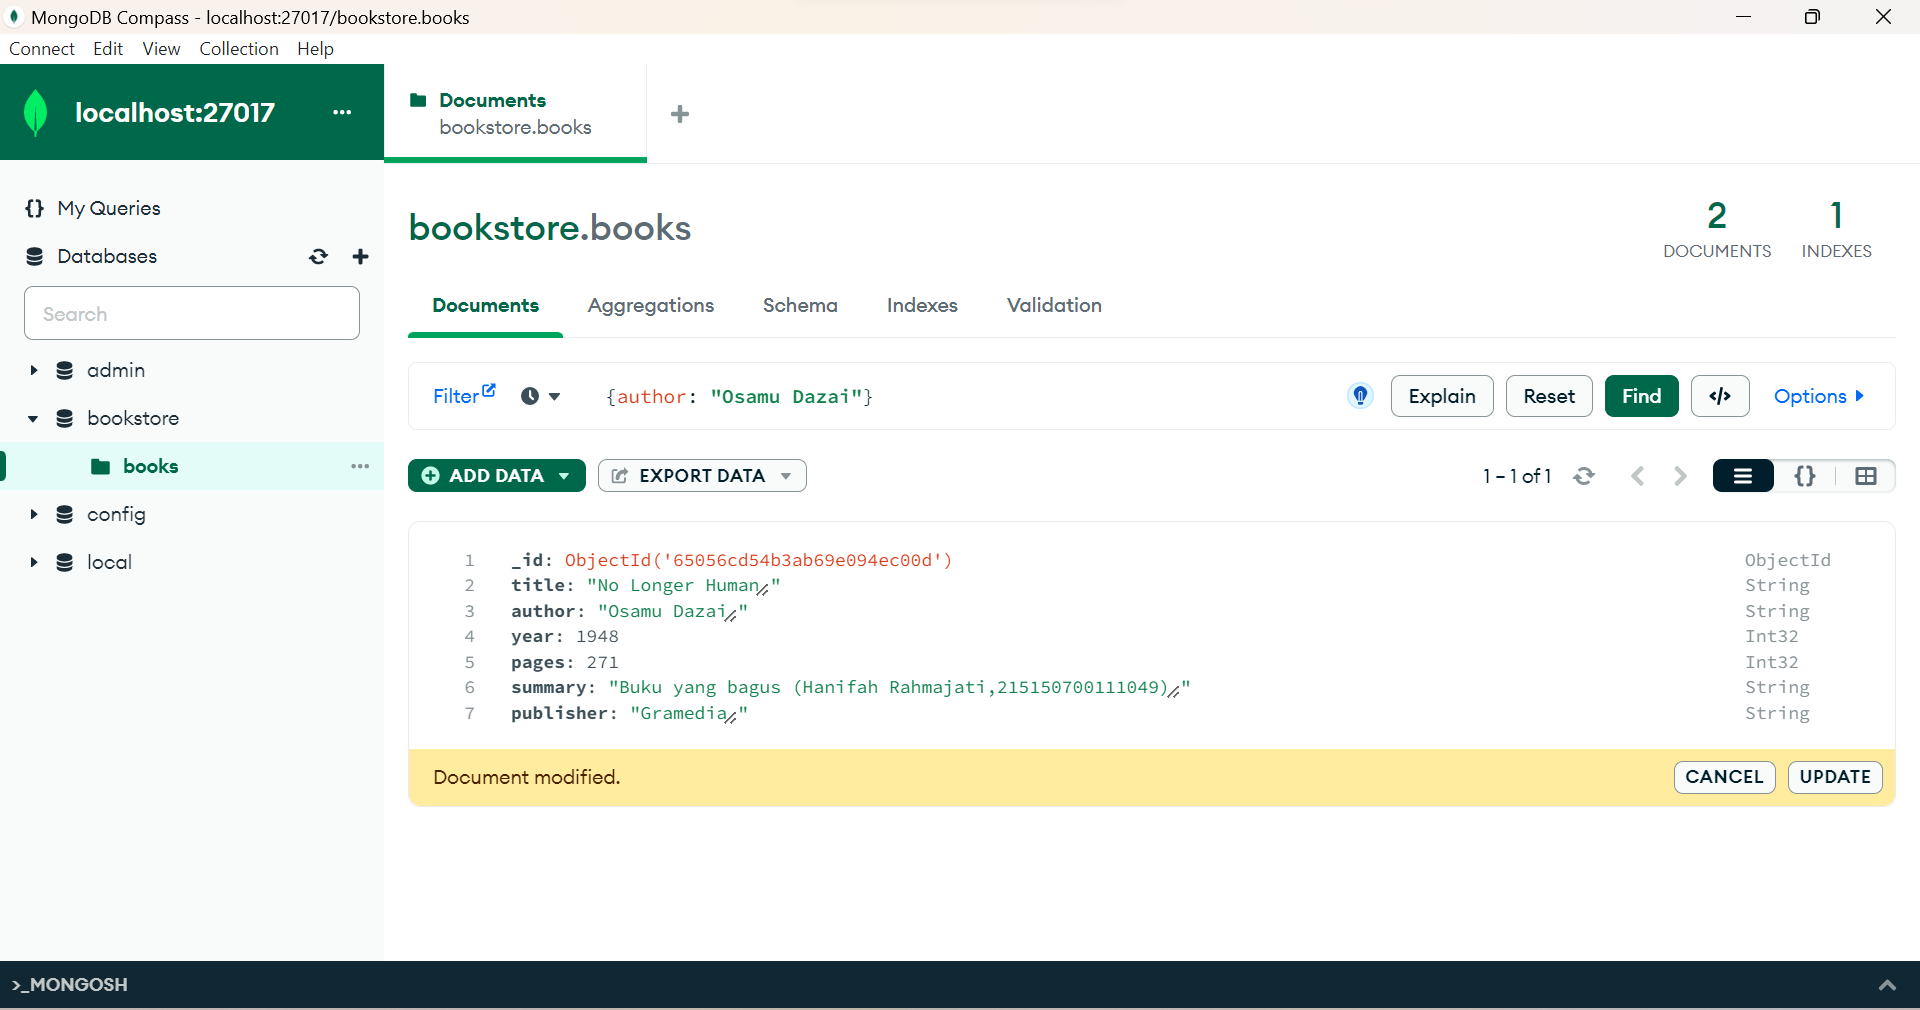 MongoDB Compass - localhost:27017/bookstore.books
Connect Edit View Collection Help
localhost:27017 ...
Documents
bookstore.books
+
{} My Queries
Databases
Search
admin
bookstore
books ...
config
local
bookstore.books
2
DOCUMENTS
1
INDEXES
Documents Aggregations Schema Indexes Validation
Filter {author: "Osamu Dazai"} Explain Reset Find </> Options
ADD DATA EXPORT DATA 1 – 1 of 1 {}
1 _id: ObjectId('65056cd54b3ab69e094ec00d') ObjectId
2 title: "No Longer Human" String
3 author: "Osamu Dazai" String
4 year: 1948 Int32
5 pages: 271 Int32
6 summary: "Buku yang bagus (Hanifah Rahmajati,215150700111049)" String
7 publisher: "Gramedia" String
Document modified. CANCEL UPDATE
>_MONGOSH